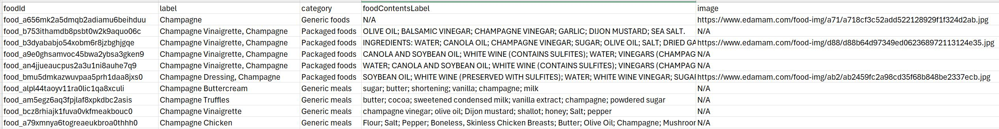 foodId label category foodContentsLabel image
food_a656mk2a5dmqb2adiamu6beihduu Champagne Generic foods N/A https://www.edamam.com/food-img/a71/a718cf3c52add522128929f1f324d2ab.jpg
food_b753ithamdb8psbt0w2k9aquo06c Champagne Vinaigrette, Champagne Packaged foods OLIVE OIL; BALSAMIC VINEGAR; CHAMPAGNE VINEGAR; GARLIC; DIJON MUSTARD; SEA SALT. N/A
food_b3dyababjo54xobm6r8jzbghjgqe Champagne Vinaigrette, Champagne Packaged foods INGREDIENTS: WATER; CANOLA OIL; CHAMPAGNE VINEGAR; SUGAR; OLIVE OIL; SALT; DRIED GA https://www.edamam.com/food-img/d88/d88b64d97349ed062368972113124e35.jpg
food_a9e0ghsamvoc45bwa2ybsa3gken9 Champagne Vinaigrette, Champagne Packaged foods CANOLA AND SOYBEAN OIL; WHITE WINE (CONTAINS SULFITES); WATER; VINEGARS (CHAMPAG N/A
food_an4jjueaucpus2a3u1ni8auhe7q9 Champagne Vinaigrette, Champagne Packaged foods WATER; CANOLA AND SOYBEAN OIL; WHITE WINE (CONTAINS SULFITES); VINEGARS (CHAMPAG N/A
food_bmu5dmkazwuvpaa5prh1daa8jxs0 Champagne Dressing, Champagne Packaged foods SOYBEAN OIL; WHITE WINE (PRESERVED WITH SULFITES); WATER; WHITE WINE VINEGAR; SUGAI https://www.edamam.com/food-img/ab2/ab2459fc2a98cd35f68b848be2337ecb.jpg
food_alpl44taoyv11ra0lic1qa8xculi Champagne Buttercream Generic meals sugar; butter; shortening; vanilla; champagne; milk N/A
food_am5egz6aq3fpjlaf8xpkdbc2asis Champagne Truffles Generic meals butter; cocoa; sweetened condensed milk; vanilla extract; champagne; powdered sugar N/A
food_bcz8rhiajk1fuva0vkfmeakbouc0 Champagne Vinaigrette Generic meals champagne vinegar; olive oil; Dijon mustard; shallot; honey; Salt; pepper N/A
food_a79xmnya6togreaeukbroa0thhh0 Champagne Chicken Generic meals Flour; Salt; Pepper; Boneless, Skinless Chicken Breasts; Butter; Olive Oil; Champagne; Mushroon N/A